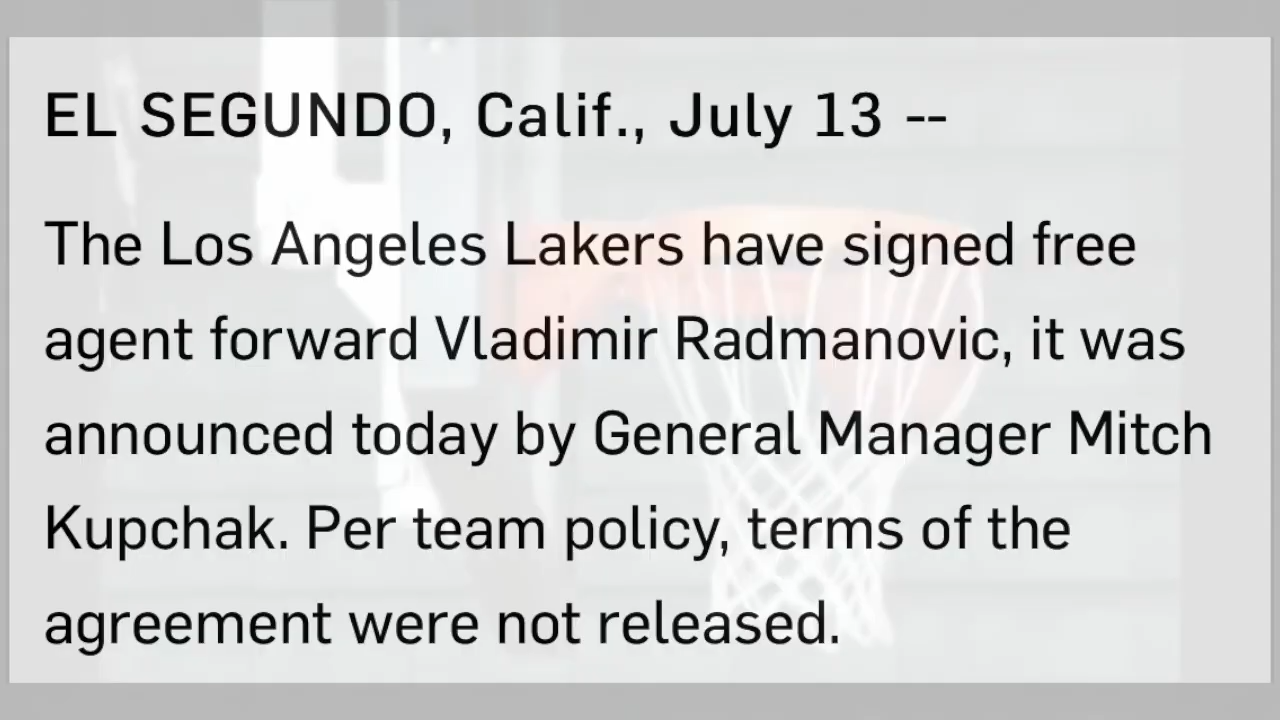 EL SEGUNDO, Calif., July 13 --
The Los Angeles Lakers have signed free
agent forward Vladimir Radmanovic, it was
announced today by General Manager Mitch
Kupchak. Per team policy, terms of the
agreement were not released.